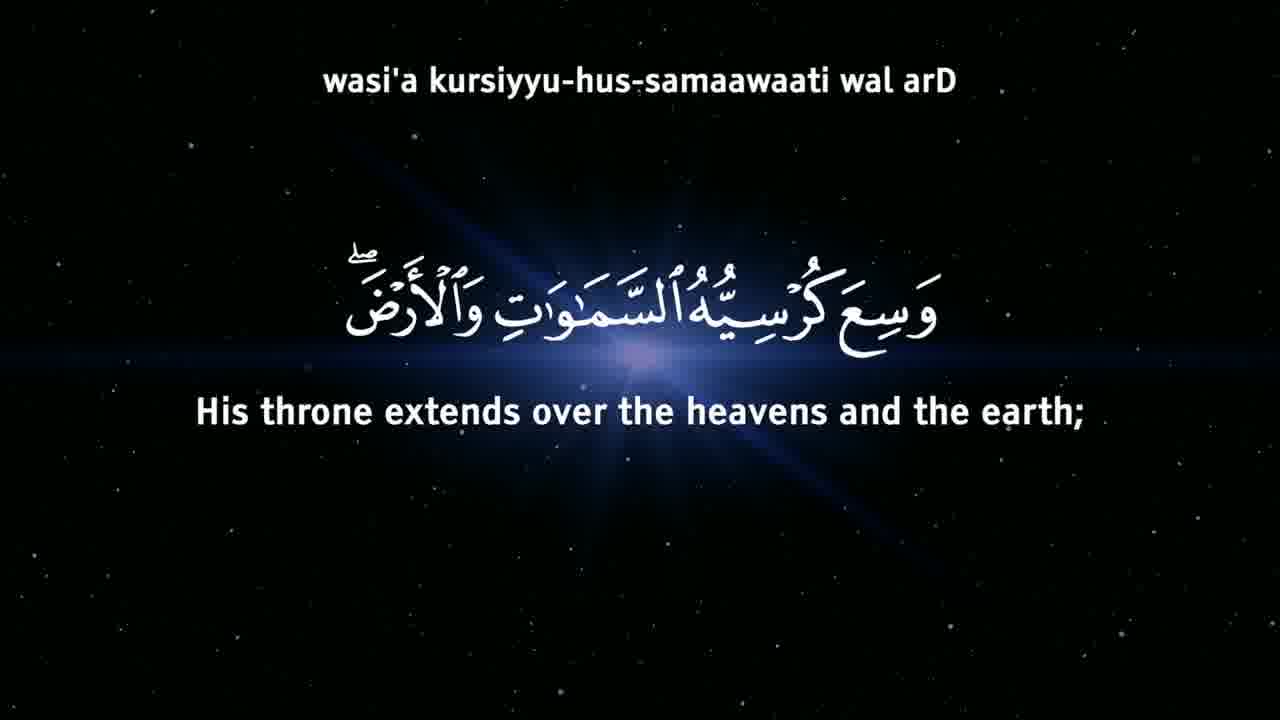 wasi'a kursiyyu-hus-samaawaati wal arD
وَسِعَ كُرْسِيُّهُ ٱلسَّمَـٰوَٰتِ وَٱلْأَرْضَ ۖ
His throne extends over the heavens and the earth;